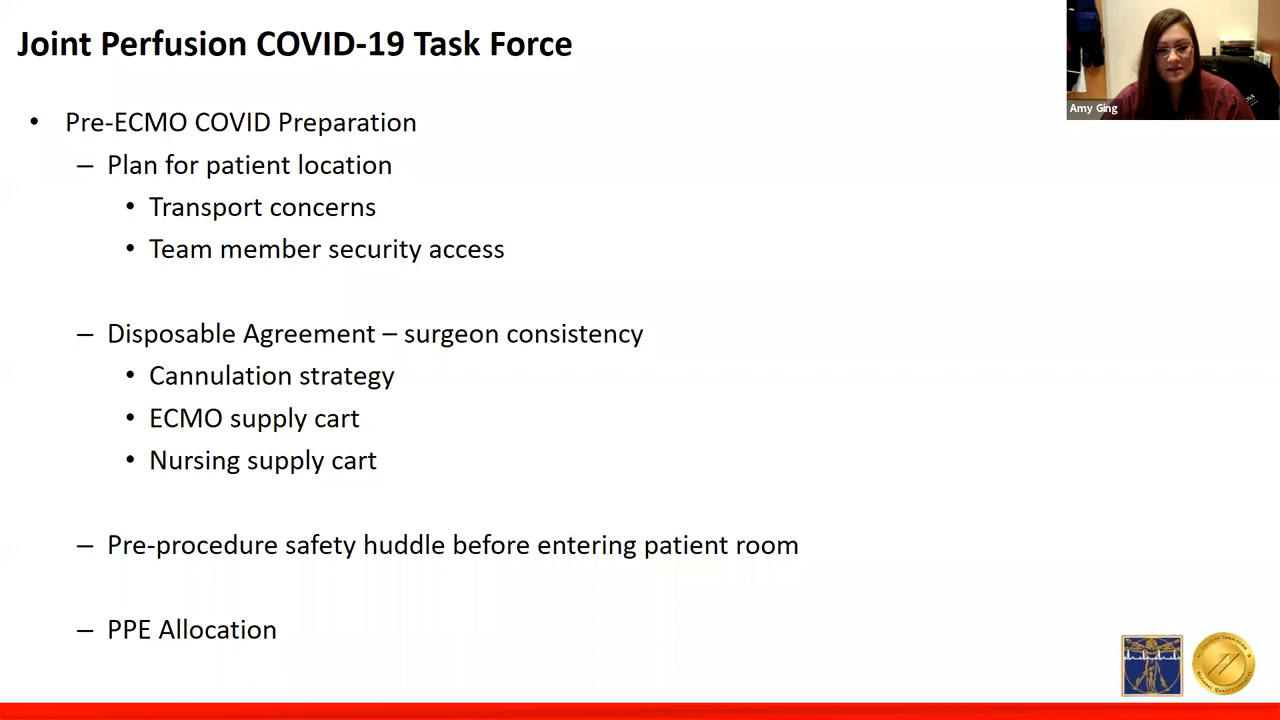 Joint Perfusion COVID-19 Task Force
Amy Ging
• Pre-ECMO COVID Preparation
– Plan for patient location
• Transport concerns
• Team member security access
– Disposable Agreement – surgeon consistency
• Cannulation strategy
• ECMO supply cart
• Nursing supply cart
– Pre-procedure safety huddle before entering patient room
– PPE Allocation